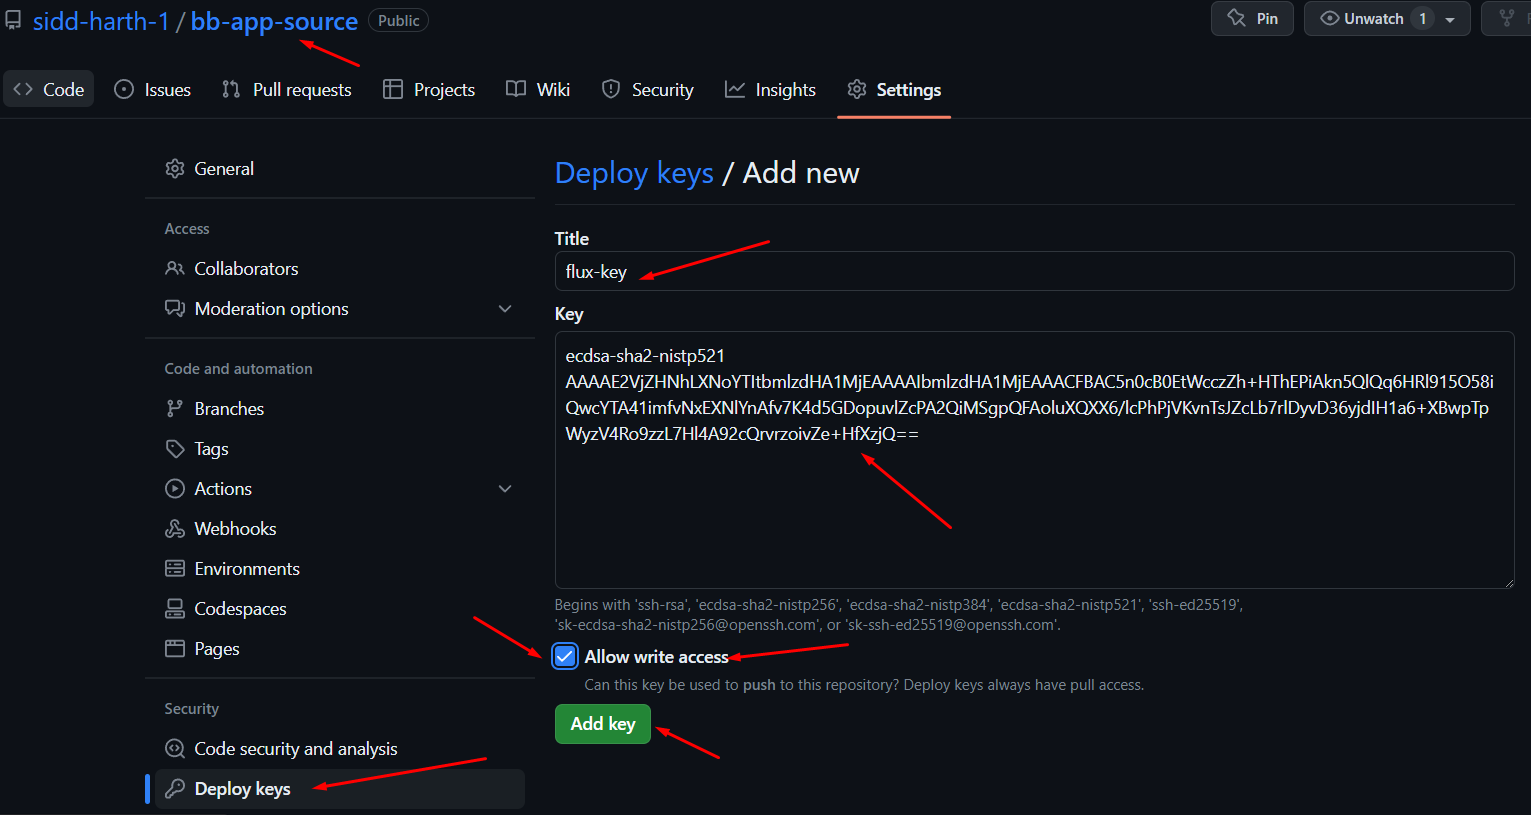 sidd-harth-1 / bb-app-source Public
Pin
Unwatch 1
Code
Issues
Pull requests
Projects
Wiki
Security
Insights
Settings
General
Access
Collaborators
Moderation options
Code and automation
Branches
Tags
Actions
Webhooks
Environments
Codespaces
Pages
Security
Code security and analysis
Deploy keys
Deploy keys / Add new
Title
flux-key
Key
ecdsa-sha2-nistp521
AAAAE2VjZHNhLXNoYTItbmlzdHA1MjEAAAAIbmlzdHA1MjEAAACFBAC5n0cB0EtWcczZh+HThEPiAkn5QlQq6HRl915O58i
QwcYTA41imfvNxEXNlYnAfv7K4d5GDopuvlZcPA2QiMSgpQFAoluXQXX6/lcPhPjVKvnTsJZcLb7rlDyvD36yjdIH1a6+XBwpTp
WyzV4Ro9zzL7Hl4A92cQrvrzoivZe+HfXzjQ==
Begins with 'ssh-rsa', 'ecdsa-sha2-nistp256', 'ecdsa-sha2-nistp384', 'ecdsa-sha2-nistp521', 'ssh-ed25519',
'sk-ecdsa-sha2-nistp256@openssh.com', or 'sk-ssh-ed25519@openssh.com'.
Allow write access
Can this key be used to push to this repository? Deploy keys always have pull access.
Add key